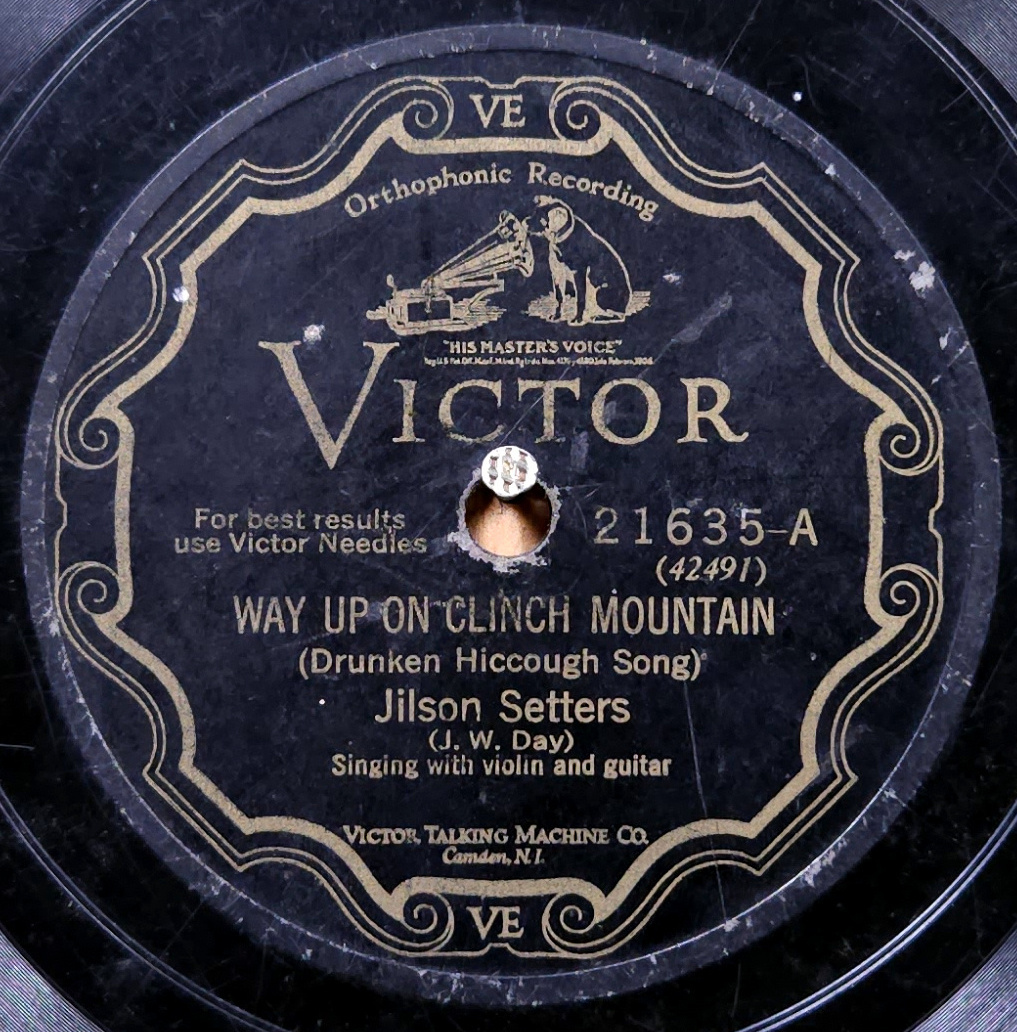 VE
Orthophonic Recording
"HIS MASTER'S VOICE"
VICTOR
For best results
use Victor Needles
21635-A
(42491)
WAY UP ON CLINCH MOUNTAIN
(Drunken Hiccough Song)
Jilson Setters
(J. W. Day)
Singing with violin and guitar
VICTOR TALKING MACHINE CO.
Camden, N.J.
VE